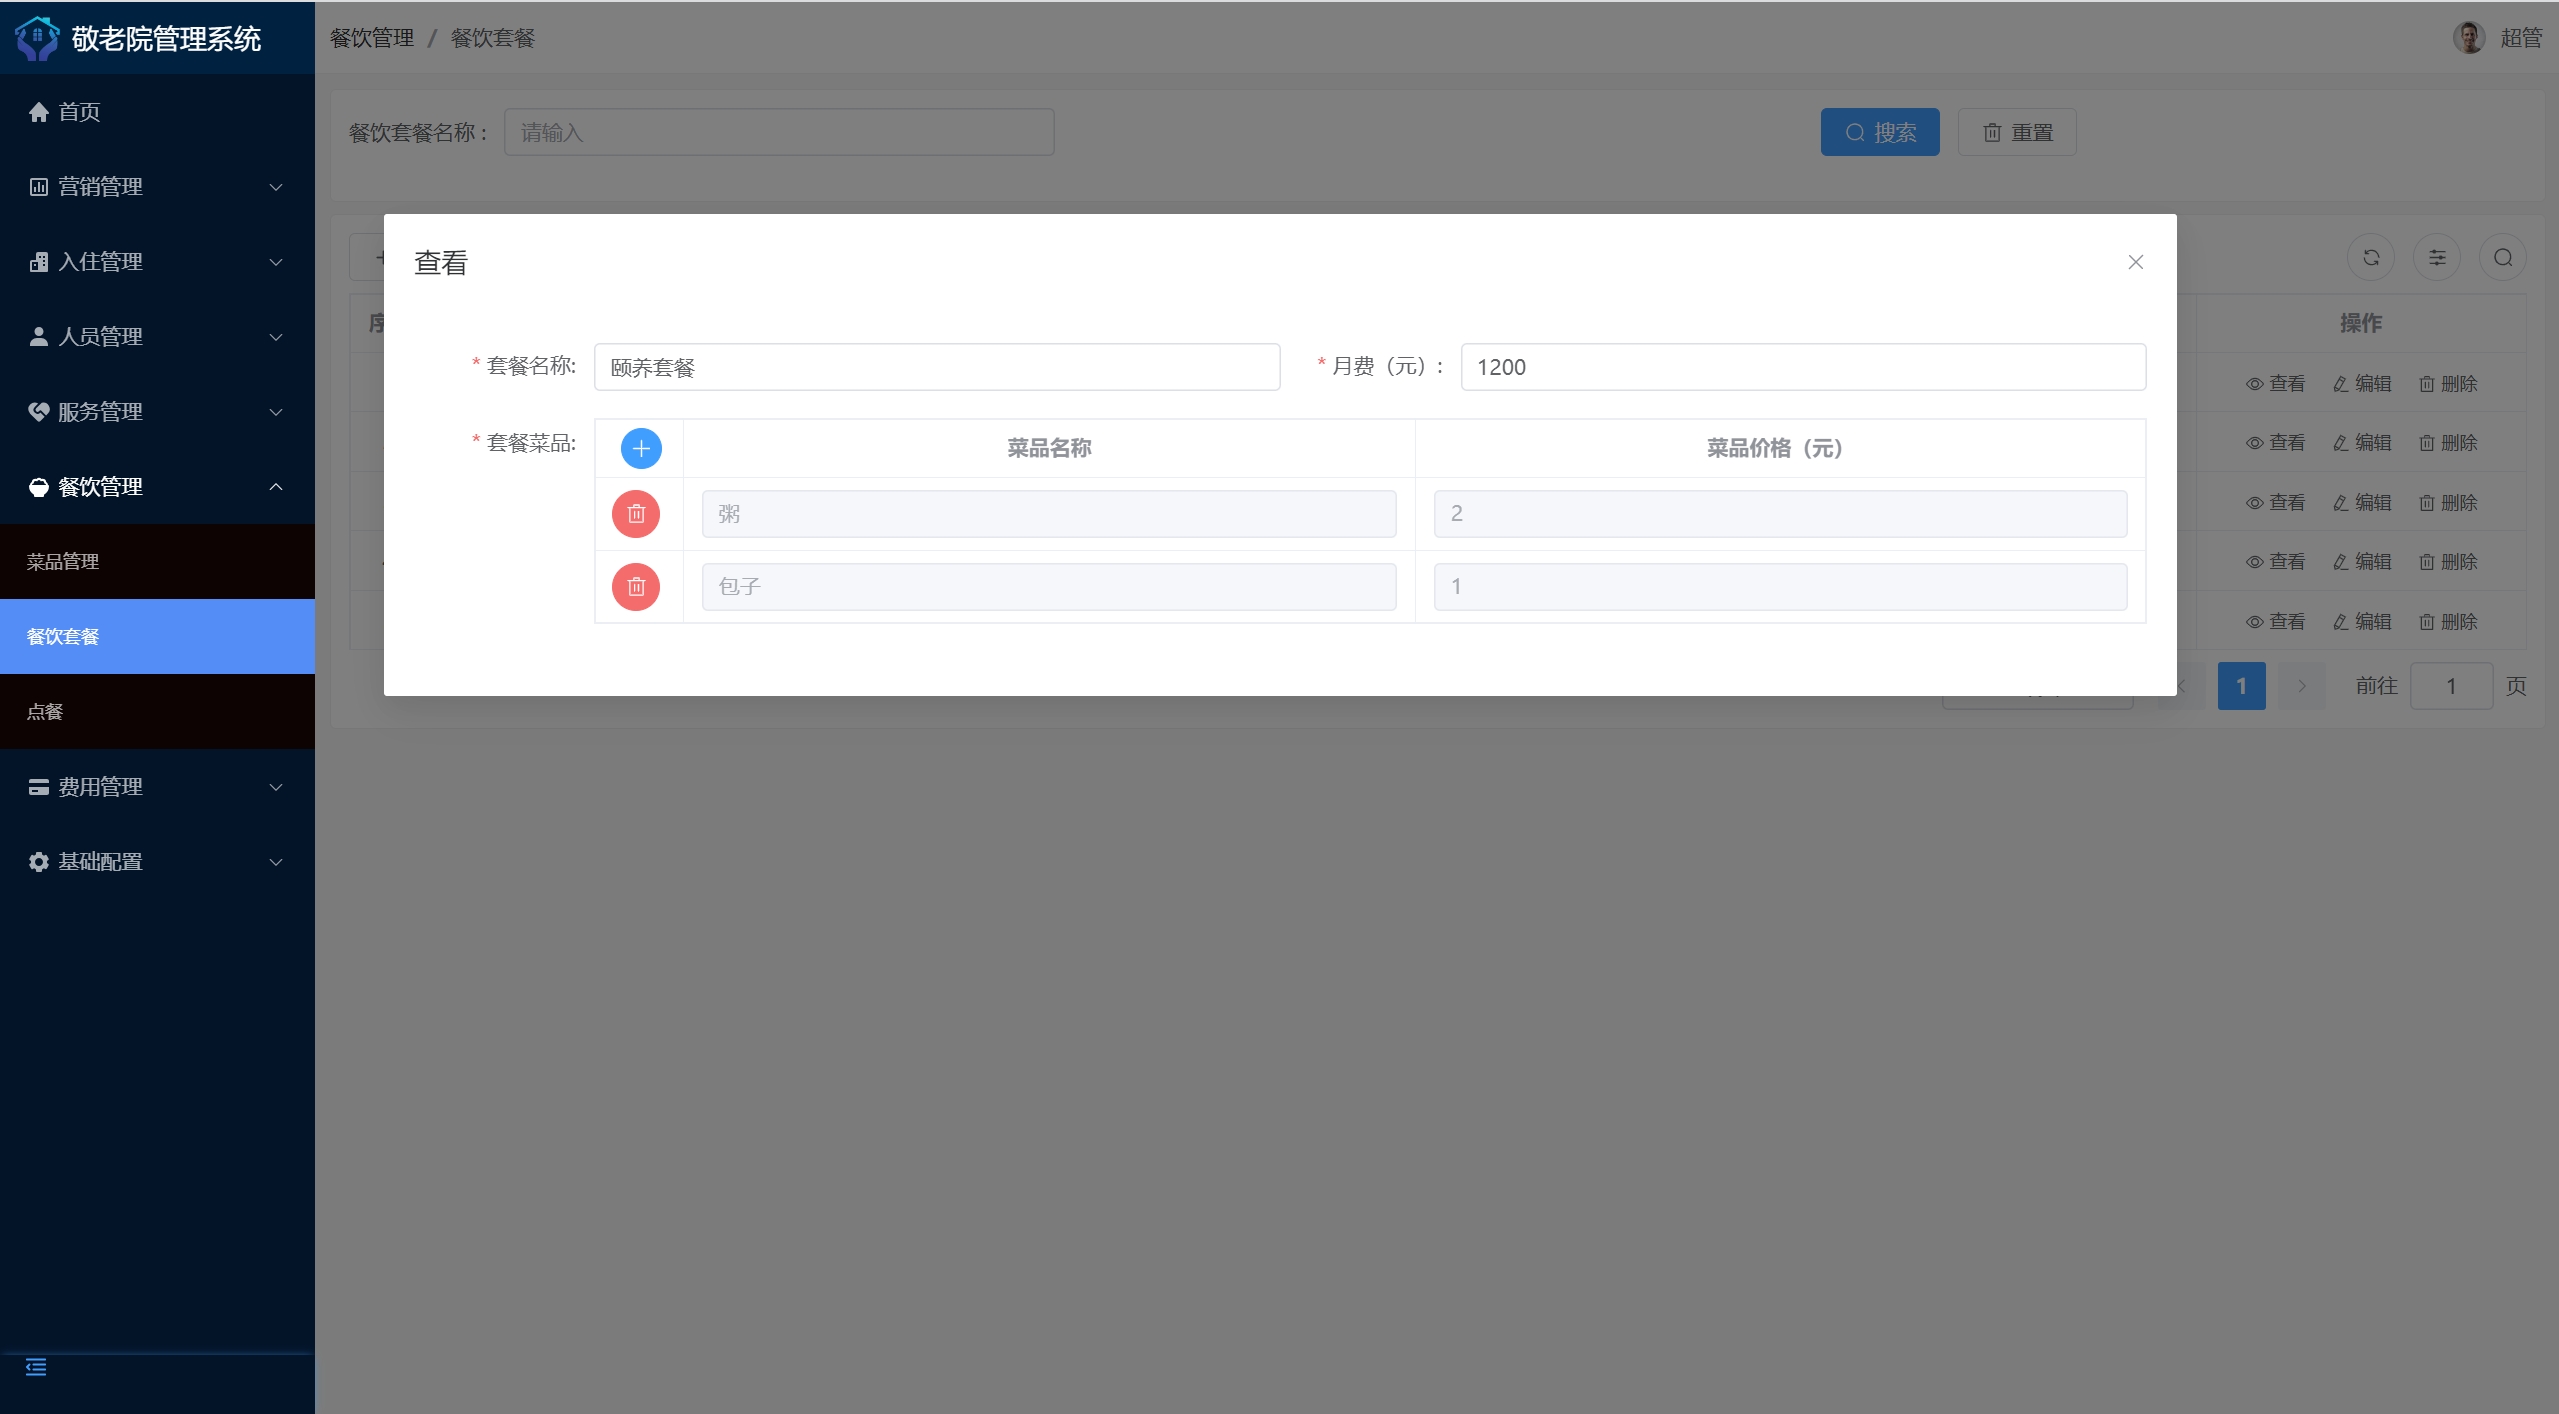 敬老院管理系统
餐饮管理 / 餐饮套餐
超管
首页
营销管理
入住管理
人员管理
服务管理
餐饮管理
菜品管理
餐饮套餐
点餐
费用管理
基础配置
餐饮套餐名称： 请输入
搜索 重置
查看
* 套餐名称: 颐养套餐
* 月费（元）: 1200
* 套餐菜品:
菜品名称 菜品价格（元）
粥 2
包子 1
操作
查看 编辑 删除
查看 编辑 删除
查看 编辑 删除
查看 编辑 删除
查看 编辑 删除
1 前往 1 页